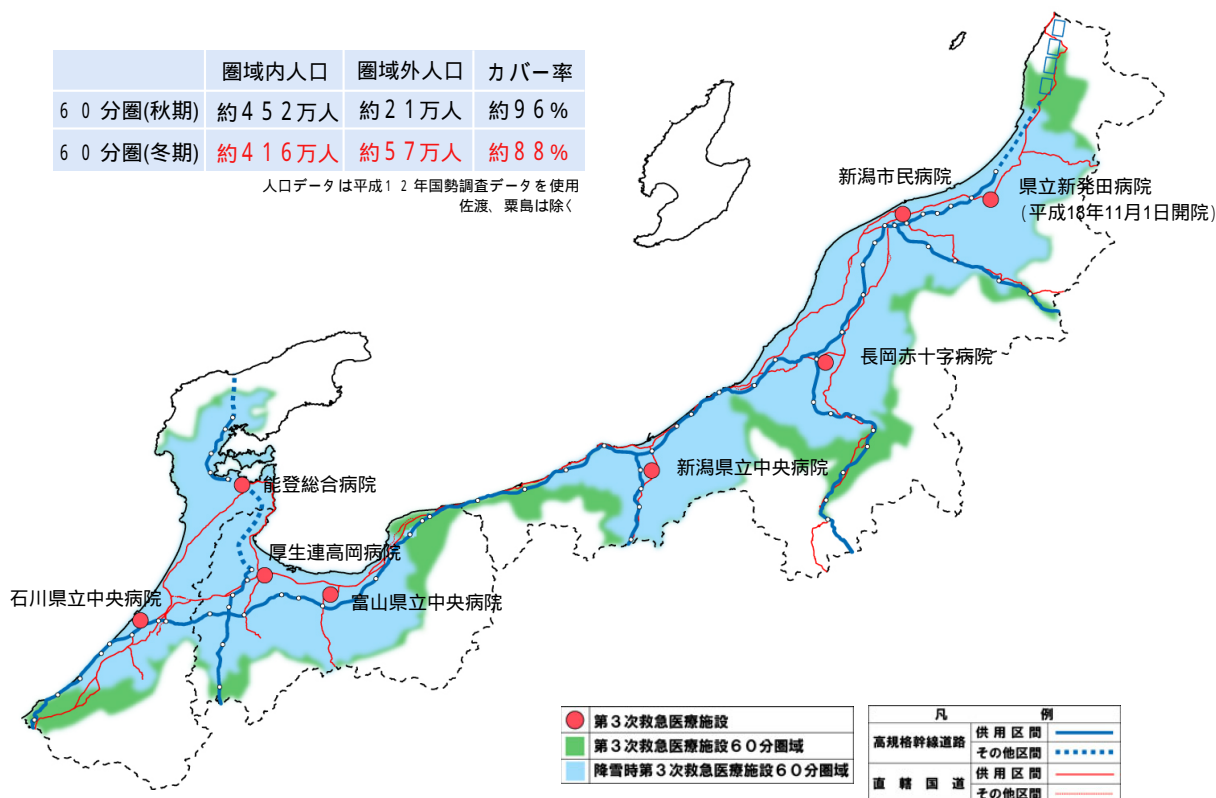 圏域内人口 圏域外人口 カバー率
60分圏(秋期) 約452万人 約21万人 約96%
60分圏(冬期) 約416万人 約57万人 約88%
人口データは平成12年国勢調査データを使用
佐渡、粟島は除く
新潟市民病院
県立新発田病院
(平成18年11月1日開院)
長岡赤十字病院
新潟県立中央病院
能登総合病院
厚生連高岡病院
石川県立中央病院
富山県立中央病院
第3次救急医療施設
第3次救急医療施設60分圏域
降雪時第3次救急医療施設60分圏域
凡例
高規格幹線道路 供用区間
その他区間
直轄国道 供用区間
その他区間